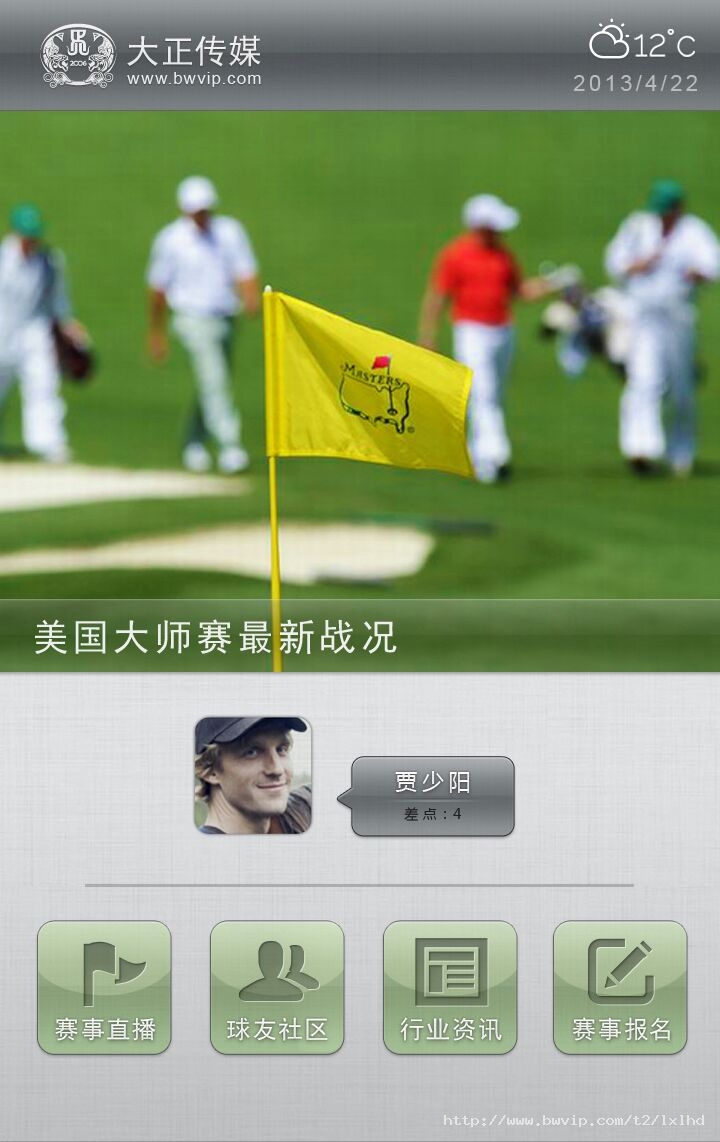 大正传媒
www.bwvip.com
2006
12°C
2013/4/22
MASTERS
美国大师赛最新战况
贾少阳
差点：4
赛事直播
球友社区
行业资讯
赛事报名
http://www.bwvip.com/t2/lxlhd